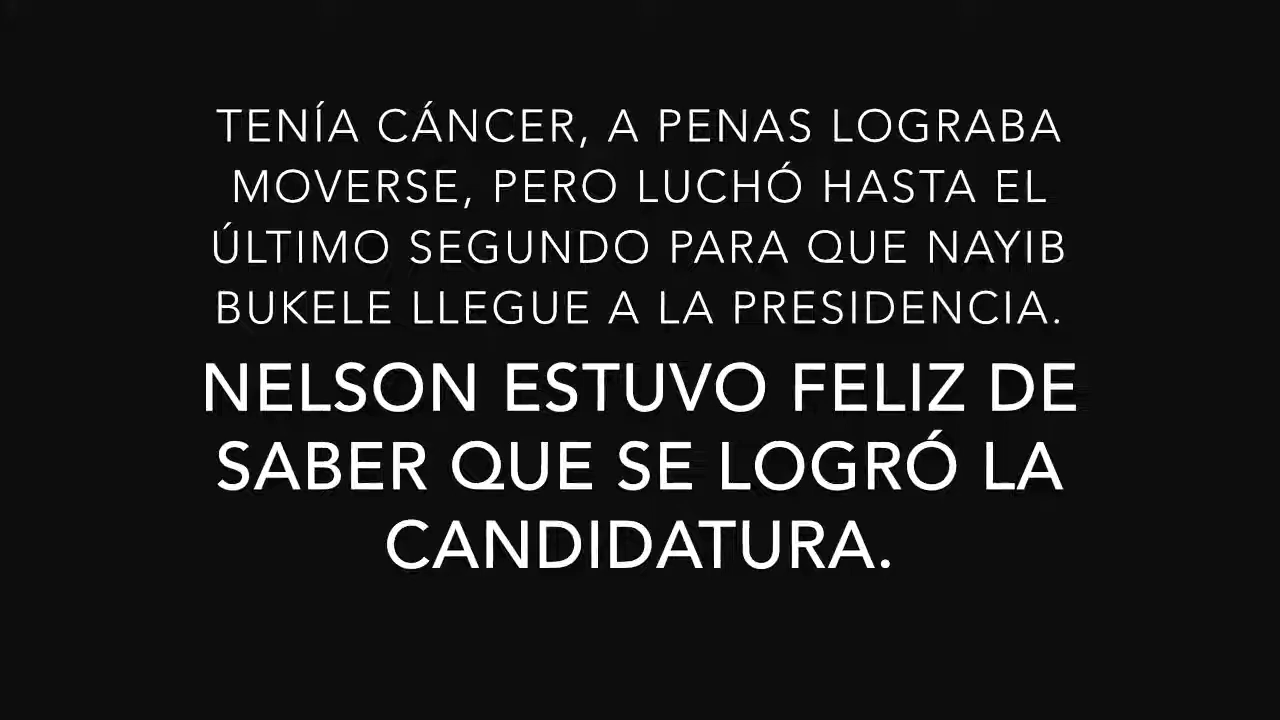 TENÍA CÁNCER, A PENAS LOGRABA
MOVERSE, PERO LUCHÓ HASTA EL
ÚLTIMO SEGUNDO PARA QUE NAYIB
BUKELE LLEGUE A LA PRESIDENCIA.
NELSON ESTUVO FELIZ DE
SABER QUE SE LOGRÓ LA
CANDIDATURA.